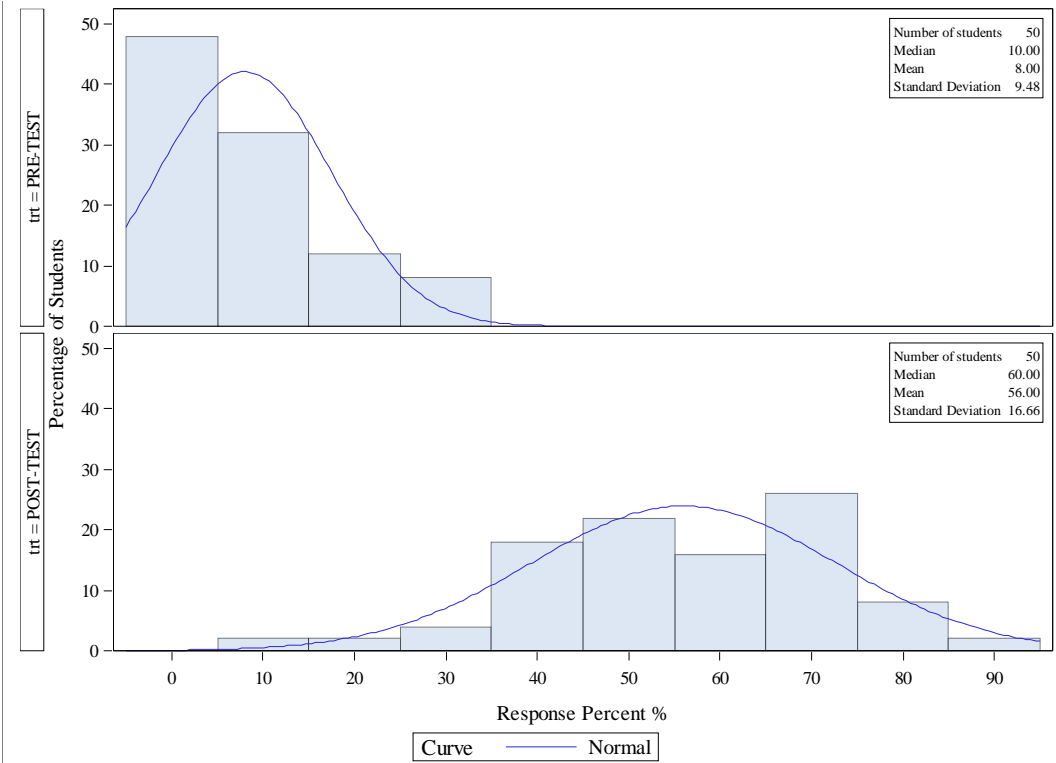 trt = PRE-TEST
trt = POST-TEST
Percentage of Students
50
40
30
20
10
0
Number of students 50
Median 10.00
Mean 8.00
Standard Deviation 9.48
50
40
30
20
10
0
Number of students 50
Median 60.00
Mean 56.00
Standard Deviation 16.66
0 10 20 30 40 50 60 70 80 90
Response Percent %
Curve Normal